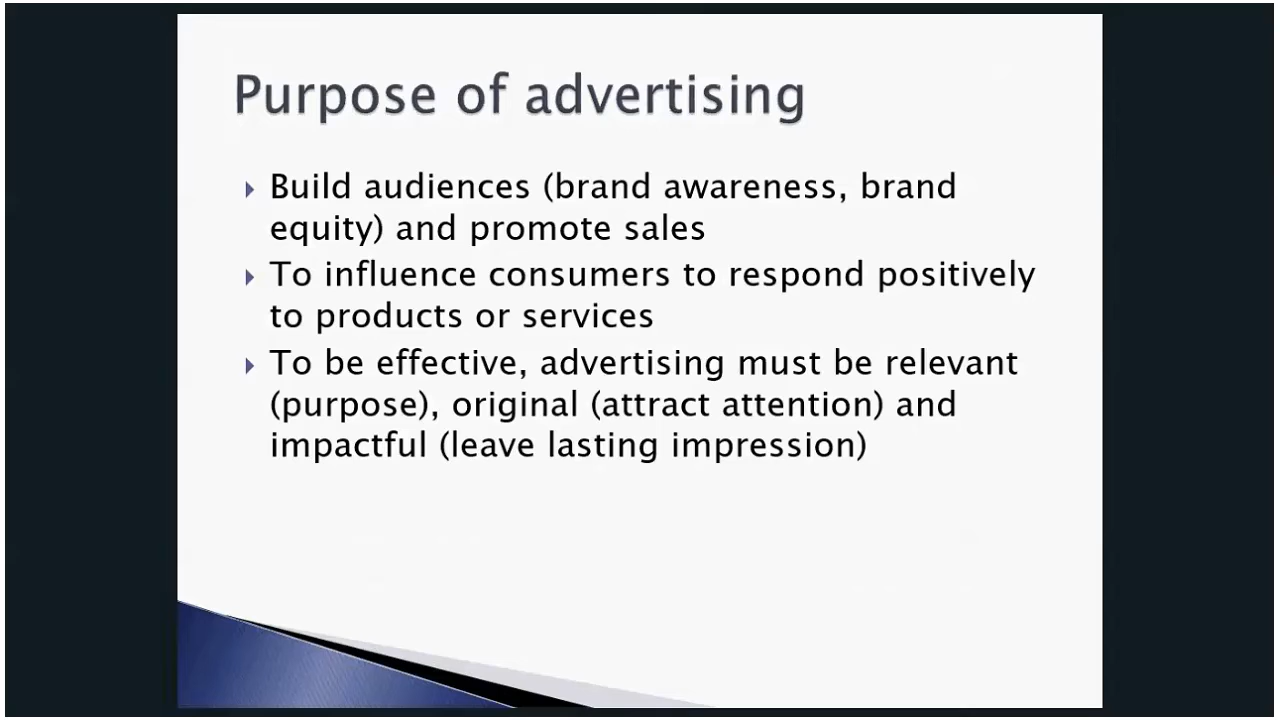 Purpose of advertising
Build audiences (brand awareness, brand
equity) and promote sales
To influence consumers to respond positively
to products or services
To be effective, advertising must be relevant
(purpose), original (attract attention) and
impactful (leave lasting impression)